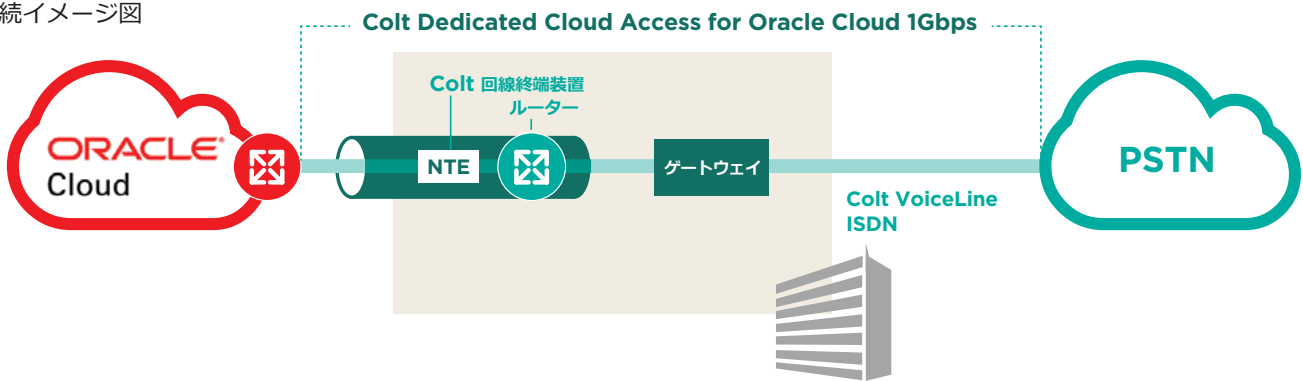 続イメージ図
Colt Dedicated Cloud Access for Oracle Cloud 1Gbps
Colt 回線終端装置
ルーター
ORACLE
Cloud
NTE
ゲートウェイ
PSTN
Colt VoiceLine
ISDN